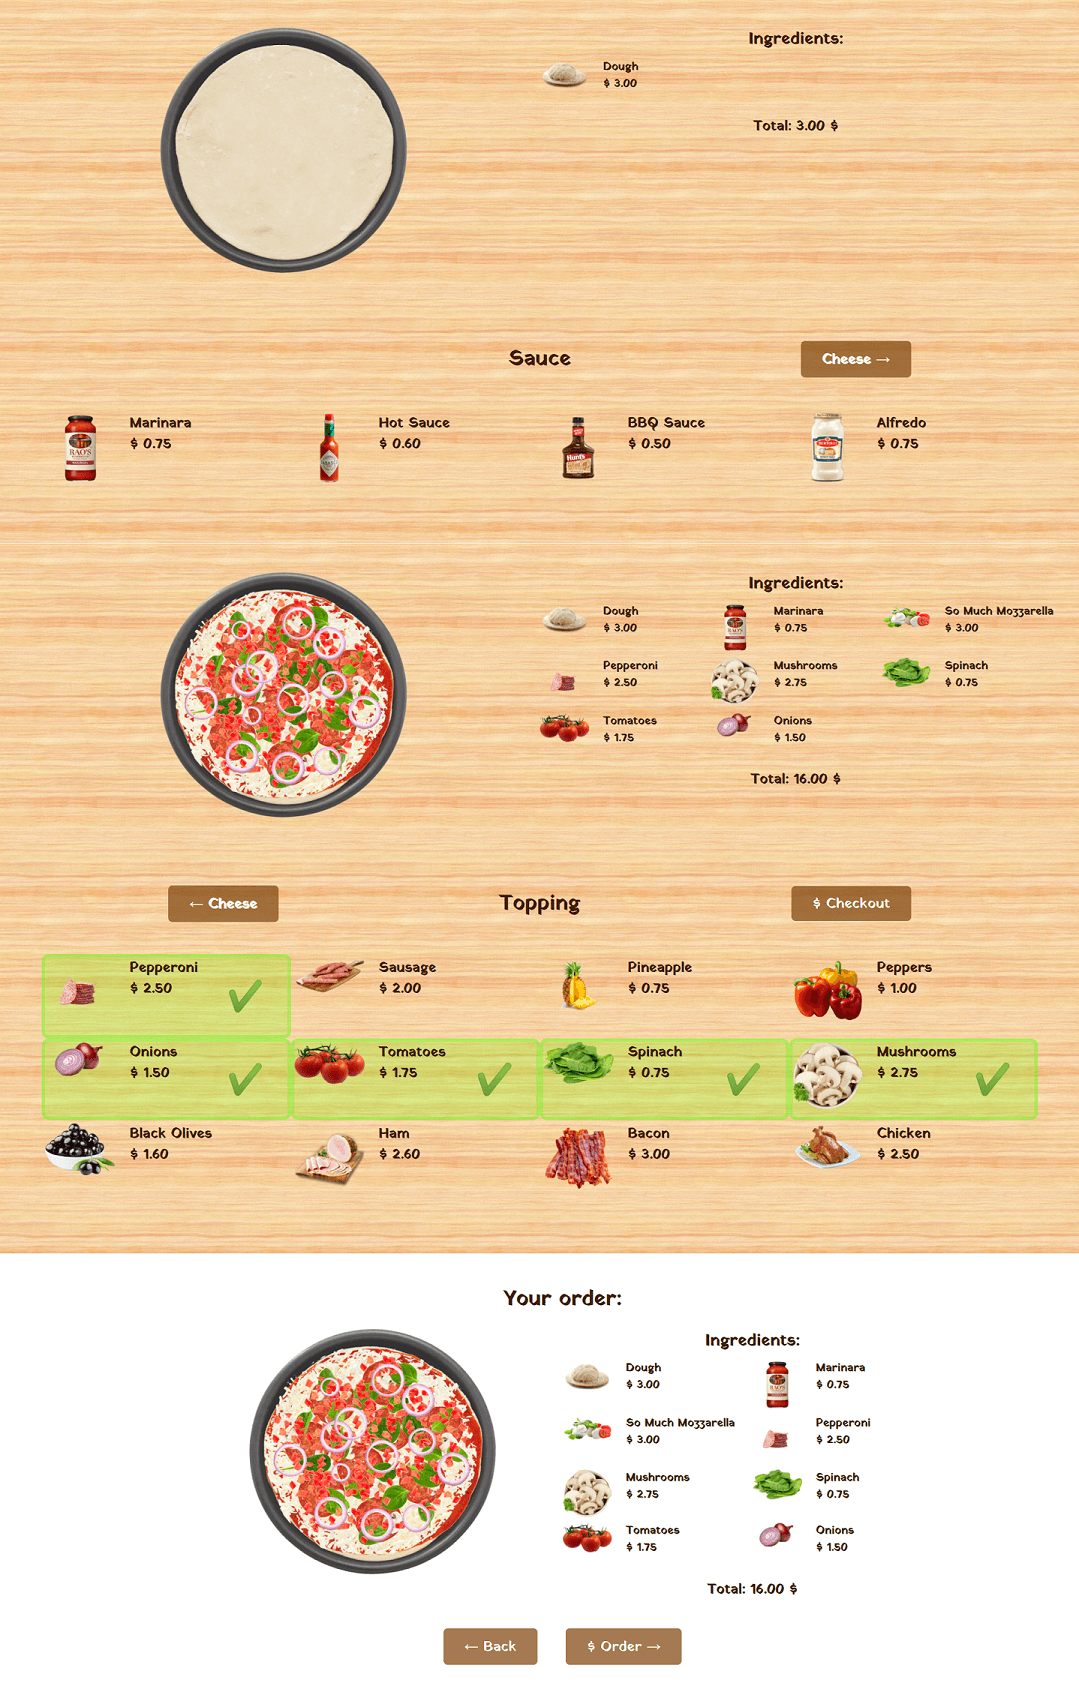 Ingredients:
Dough
$ 3.00
Total: 3.00 $
Sauce
Cheese →
Marinara
$ 0.75
Hot Sauce
$ 0.60
BBQ Sauce
$ 0.50
Alfredo
$ 0.75
RAO'S
Hunt's
Ingredients:
Dough
$ 3.00
Marinara
$ 0.75
So Much Mozzarella
$ 3.00
Pepperoni
$ 2.50
Mushrooms
$ 2.75
Spinach
$ 0.75
Tomatoes
$ 1.75
Onions
$ 1.50
Total: 16.00 $
← Cheese
Topping
$ Checkout
Pepperoni
$ 2.50
Sausage
$ 2.00
Pineapple
$ 0.75
Peppers
$ 1.00
Onions
$ 1.50
Tomatoes
$ 1.75
Spinach
$ 0.75
Mushrooms
$ 2.75
Black Olives
$ 1.60
Ham
$ 2.60
Bacon
$ 3.00
Chicken
$ 2.50
Your order:
Ingredients:
Dough
$ 3.00
Marinara
$ 0.75
So Much Mozzarella
$ 3.00
Pepperoni
$ 2.50
Mushrooms
$ 2.75
Spinach
$ 0.75
Tomatoes
$ 1.75
Onions
$ 1.50
Total: 16.00 $
← Back
$ Order →